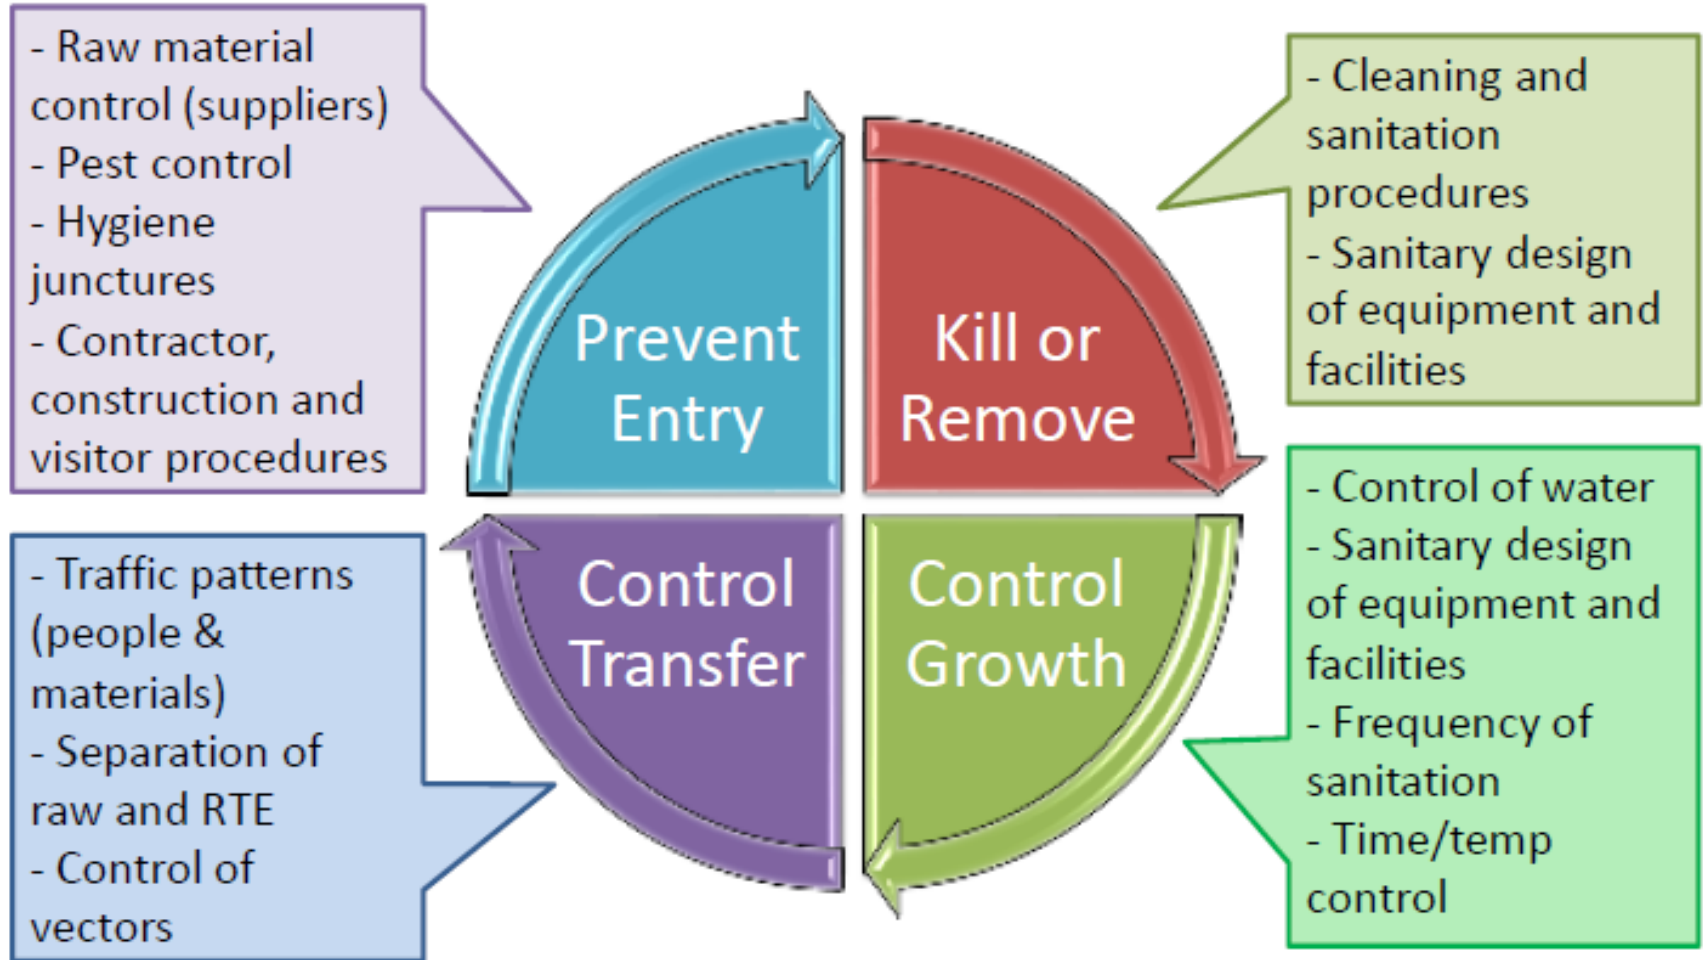 - Raw material
control (suppliers)
- Pest control
- Hygiene
junctures
- Contractor,
construction and
visitor procedures
Prevent
Entry
Kill or
Remove
- Cleaning and
sanitation
procedures
- Sanitary design
of equipment and
facilities
- Traffic patterns
(people &
materials)
- Separation of
raw and RTE
- Control of
vectors
Control
Transfer
Control
Growth
- Control of water
- Sanitary design
of equipment and
facilities
- Frequency of
sanitation
- Time/temp
control